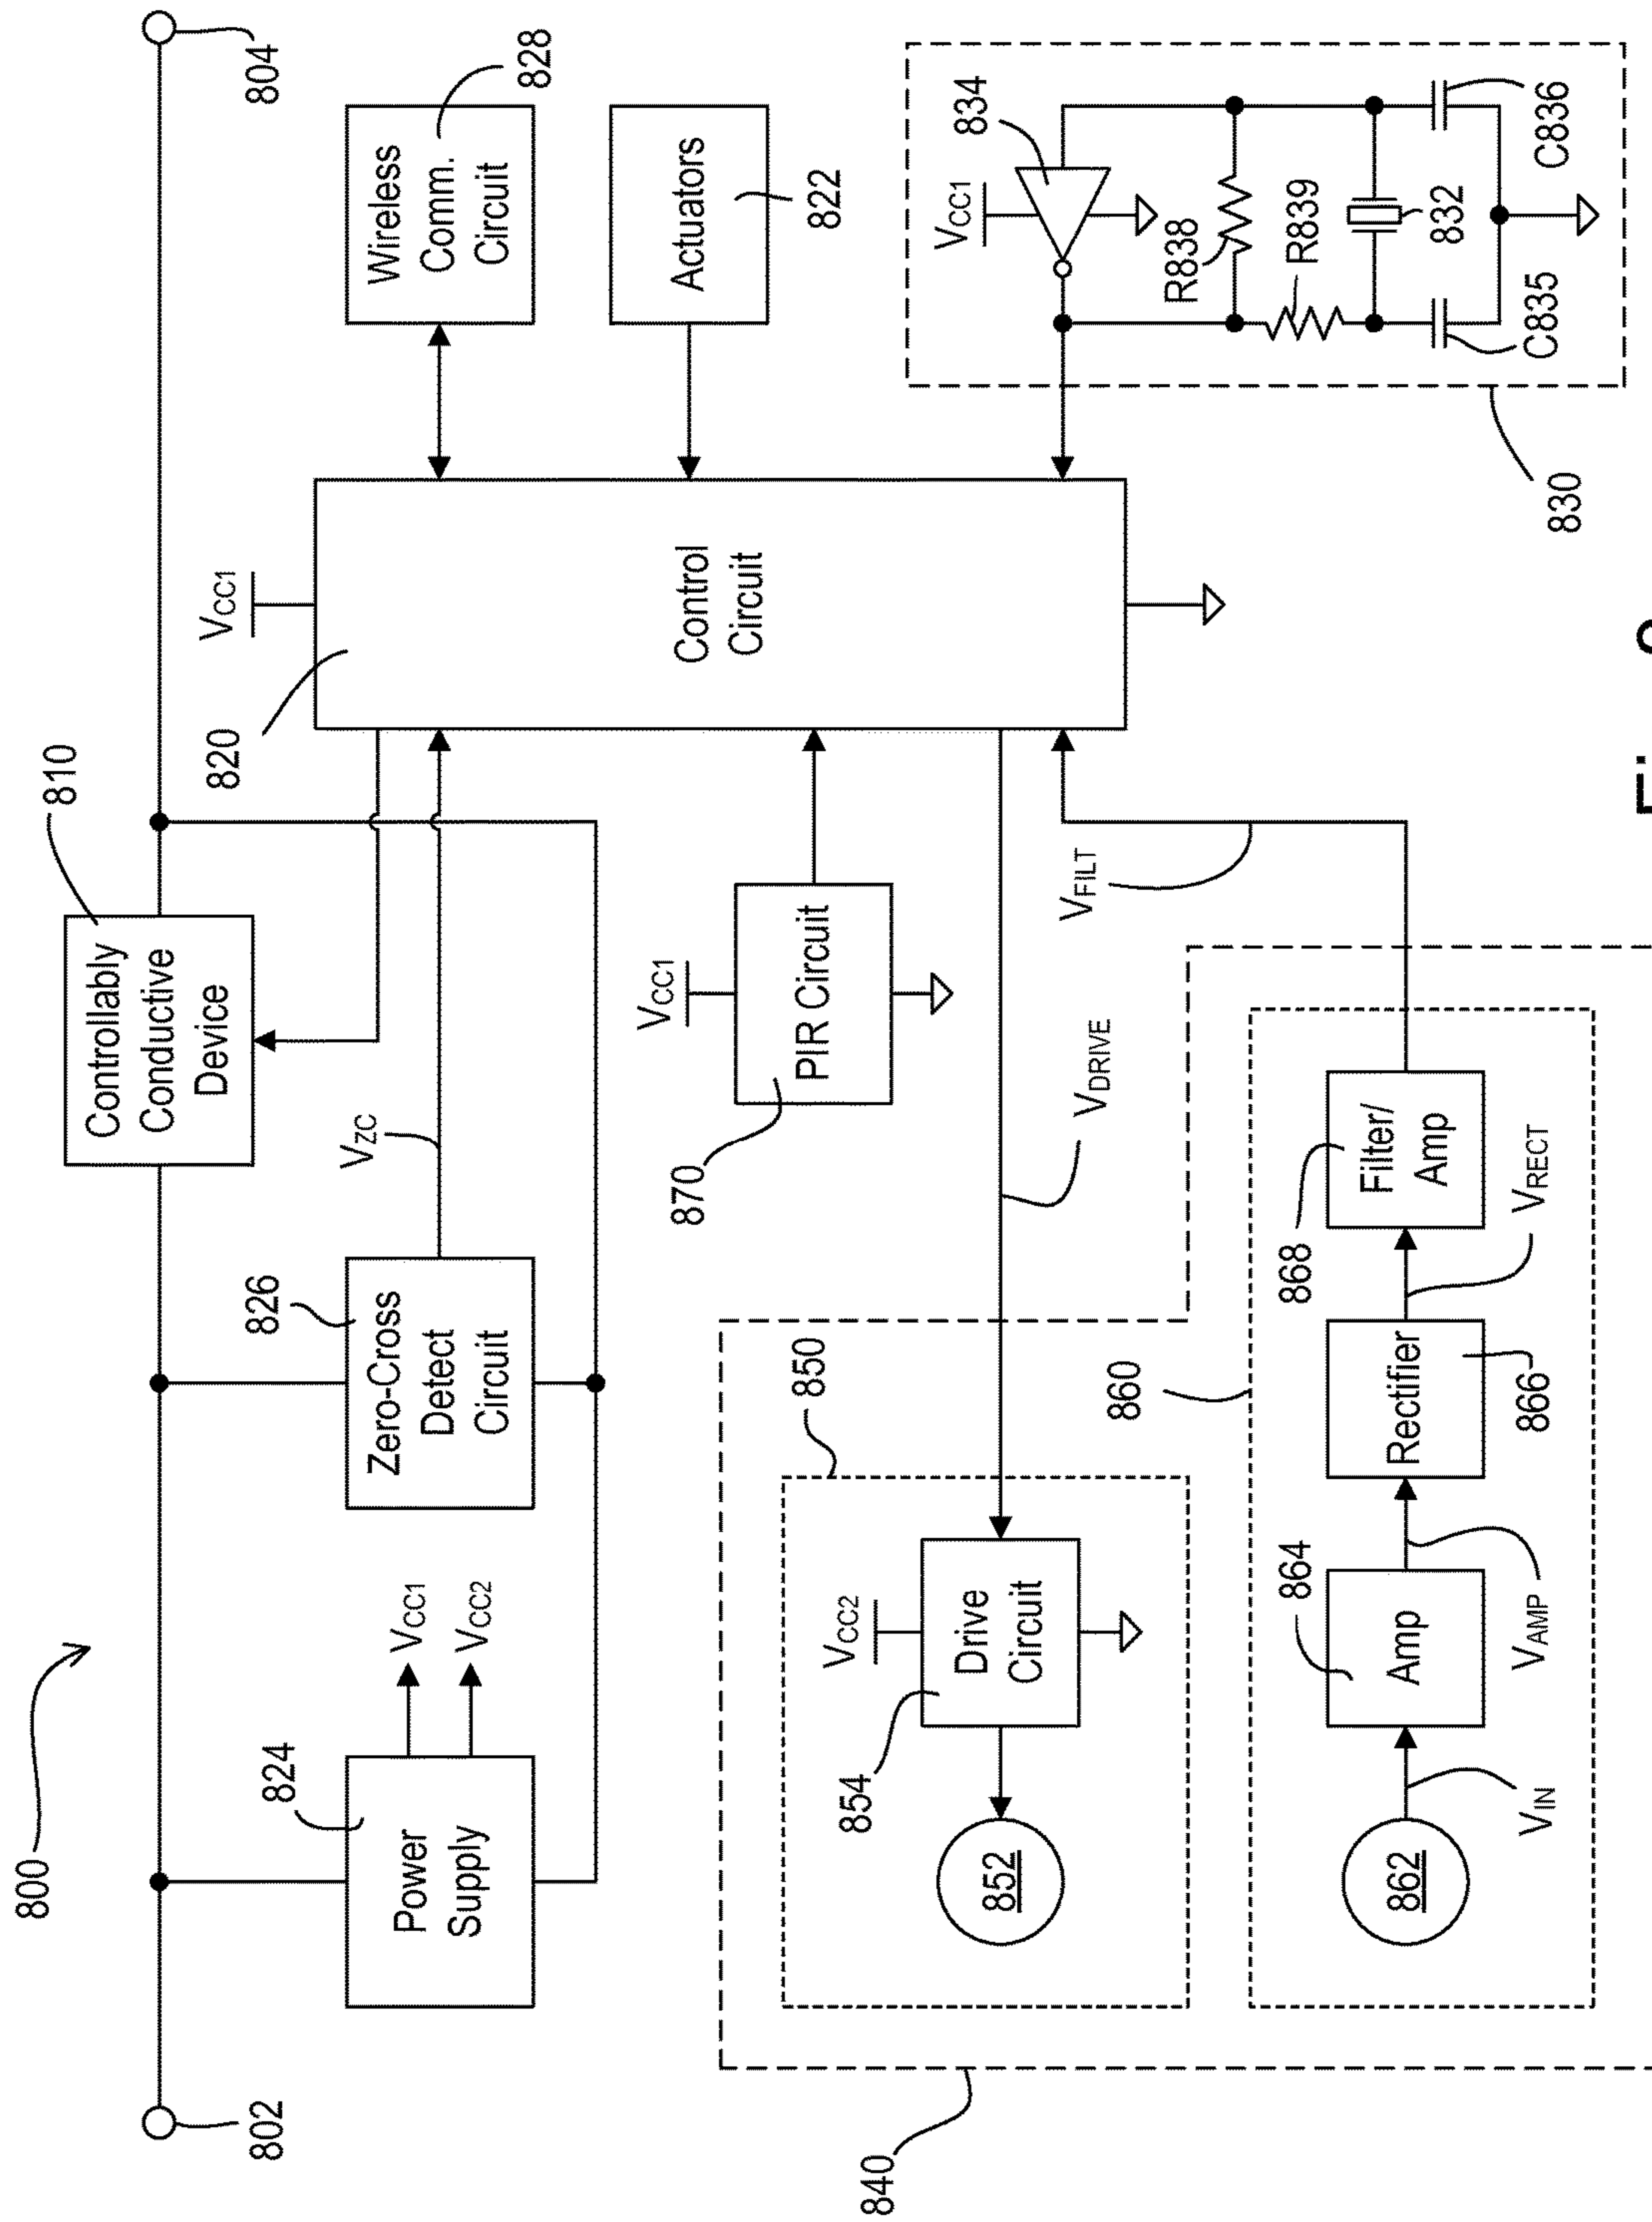 800
802
804
810
Controllably
Conductive
Device
824
Power
Supply
VCC1
VCC2
826
Zero-Cross
Detect
Circuit
VZC
820
VCC1
Control
Circuit
Wireless
Comm.
Circuit
828
Actuators
822
870
VCC1
PIR Circuit
VDRIVE
VFILT
840
850
VCC2
854
Drive
Circuit
852
860
862
VIN
864
Amp
VAMP
Rectifier
866
VRECT
868
Filter/
Amp
830
VCC1
834
R838
R839
832
C835
C836